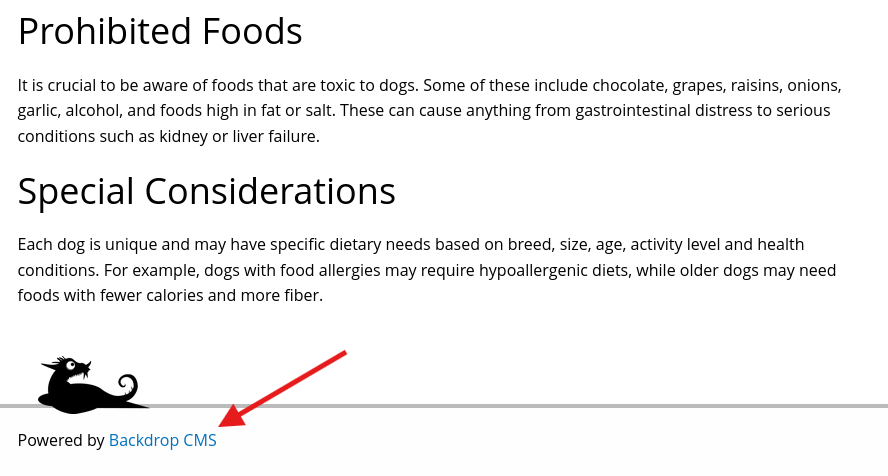 Prohibited Foods
It is crucial to be aware of foods that are toxic to dogs. Some of these include chocolate, grapes, raisins, onions,
garlic, alcohol, and foods high in fat or salt. These can cause anything from gastrointestinal distress to serious
conditions such as kidney or liver failure.
Special Considerations
Each dog is unique and may have specific dietary needs based on breed, size, age, activity level and health
conditions. For example, dogs with food allergies may require hypoallergenic diets, while older dogs may need
foods with fewer calories and more fiber.
Powered by Backdrop CMS